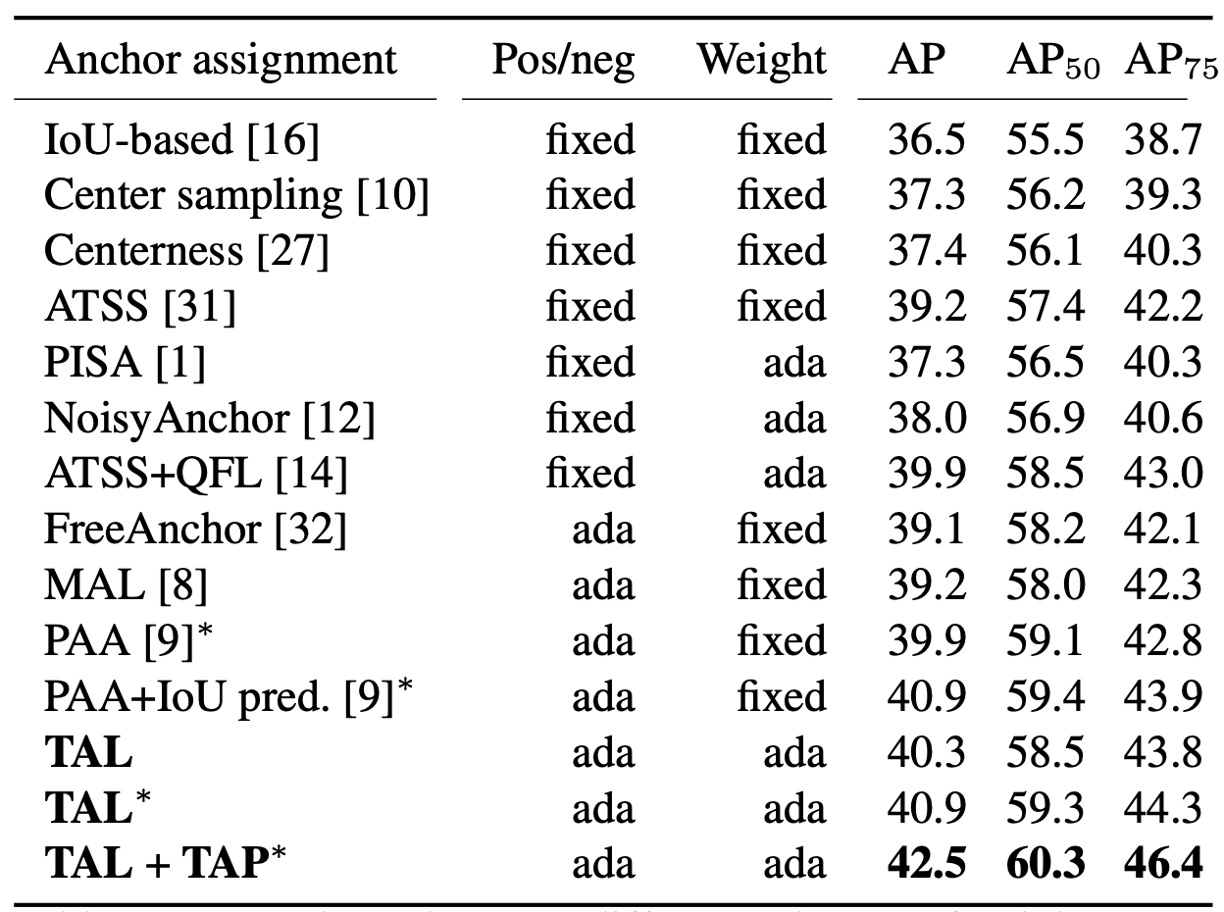 Anchor assignment Pos/neg Weight AP AP₅₀ AP₇₅
IoU-based [16] fixed fixed 36.5 55.5 38.7
Center sampling [10] fixed fixed 37.3 56.2 39.3
Centerness [27] fixed fixed 37.4 56.1 40.3
ATSS [31] fixed fixed 39.2 57.4 42.2
PISA [1] fixed ada 37.3 56.5 40.3
NoisyAnchor [12] fixed ada 38.0 56.9 40.6
ATSS+QFL [14] fixed ada 39.9 58.5 43.0
FreeAnchor [32] ada fixed 39.1 58.2 42.1
MAL [8] ada fixed 39.2 58.0 42.3
PAA [9]* ada fixed 39.9 59.1 42.8
PAA+IoU pred. [9]* ada fixed 40.9 59.4 43.9
TAL ada ada 40.3 58.5 43.8
TAL* ada ada 40.9 59.3 44.3
TAL + TAP* ada ada 42.5 60.3 46.4